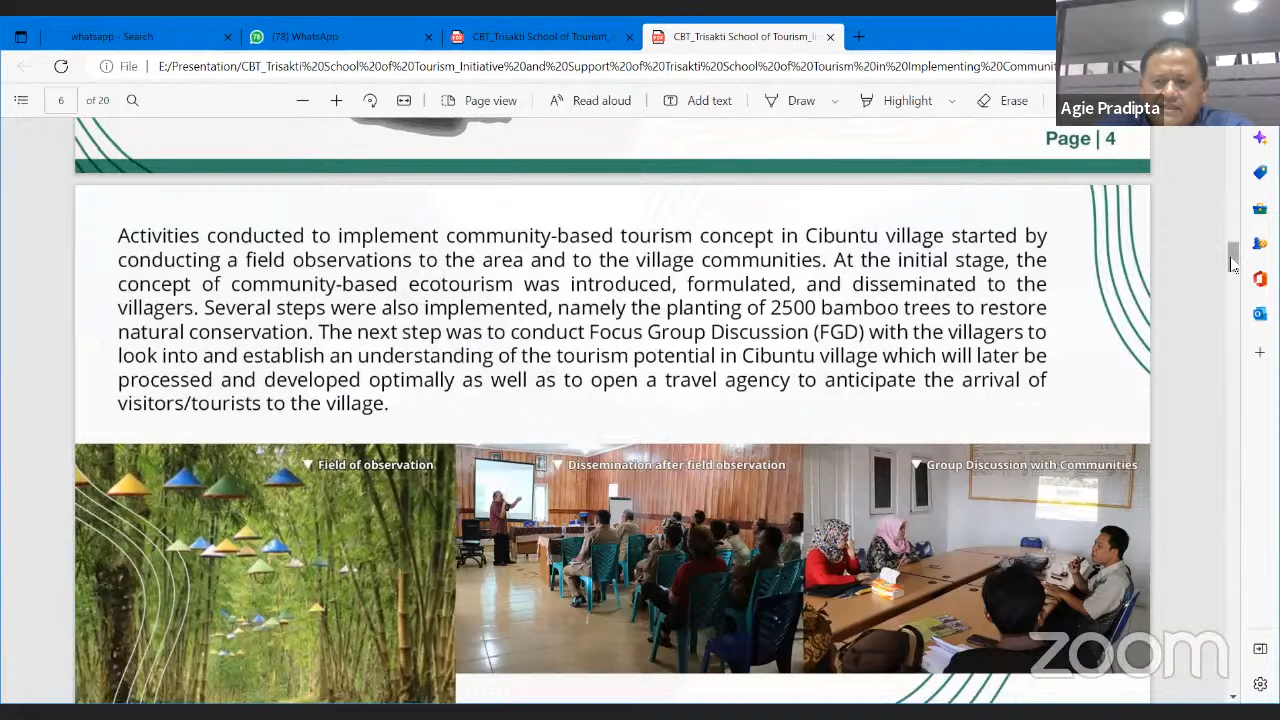 whatsapp - Search
(78) WhatsApp
CBT_Trisakti School of Tourism_I
CBT_Trisakti School of Tourism_I
File
E:/Presentation/CBT_Trisakti%20School%20of%20Tourism_Initiative%20and%20Support%20of%20Trisakti%20School%20of%20Tourism%20in%20Implementing%20Communi
6
of 20
Page view
Read aloud
Add text
Draw
Highlight
Erase
Agie Pradipta
Page | 4
Activities conducted to implement community-based tourism concept in Cibuntu village started by
conducting a field observations to the area and to the village communities. At the initial stage, the
concept of community-based ecotourism was introduced, formulated, and disseminated to the
villagers. Several steps were also implemented, namely the planting of 2500 bamboo trees to restore
natural conservation. The next step was to conduct Focus Group Discussion (FGD) with the villagers to
look into and establish an understanding of the tourism potential in Cibuntu village which will later be
processed and developed optimally as well as to open a travel agency to anticipate the arrival of
visitors/tourists to the village.
Field of observation
Dissemination after field observation
Group Discussion with Communities
zoom